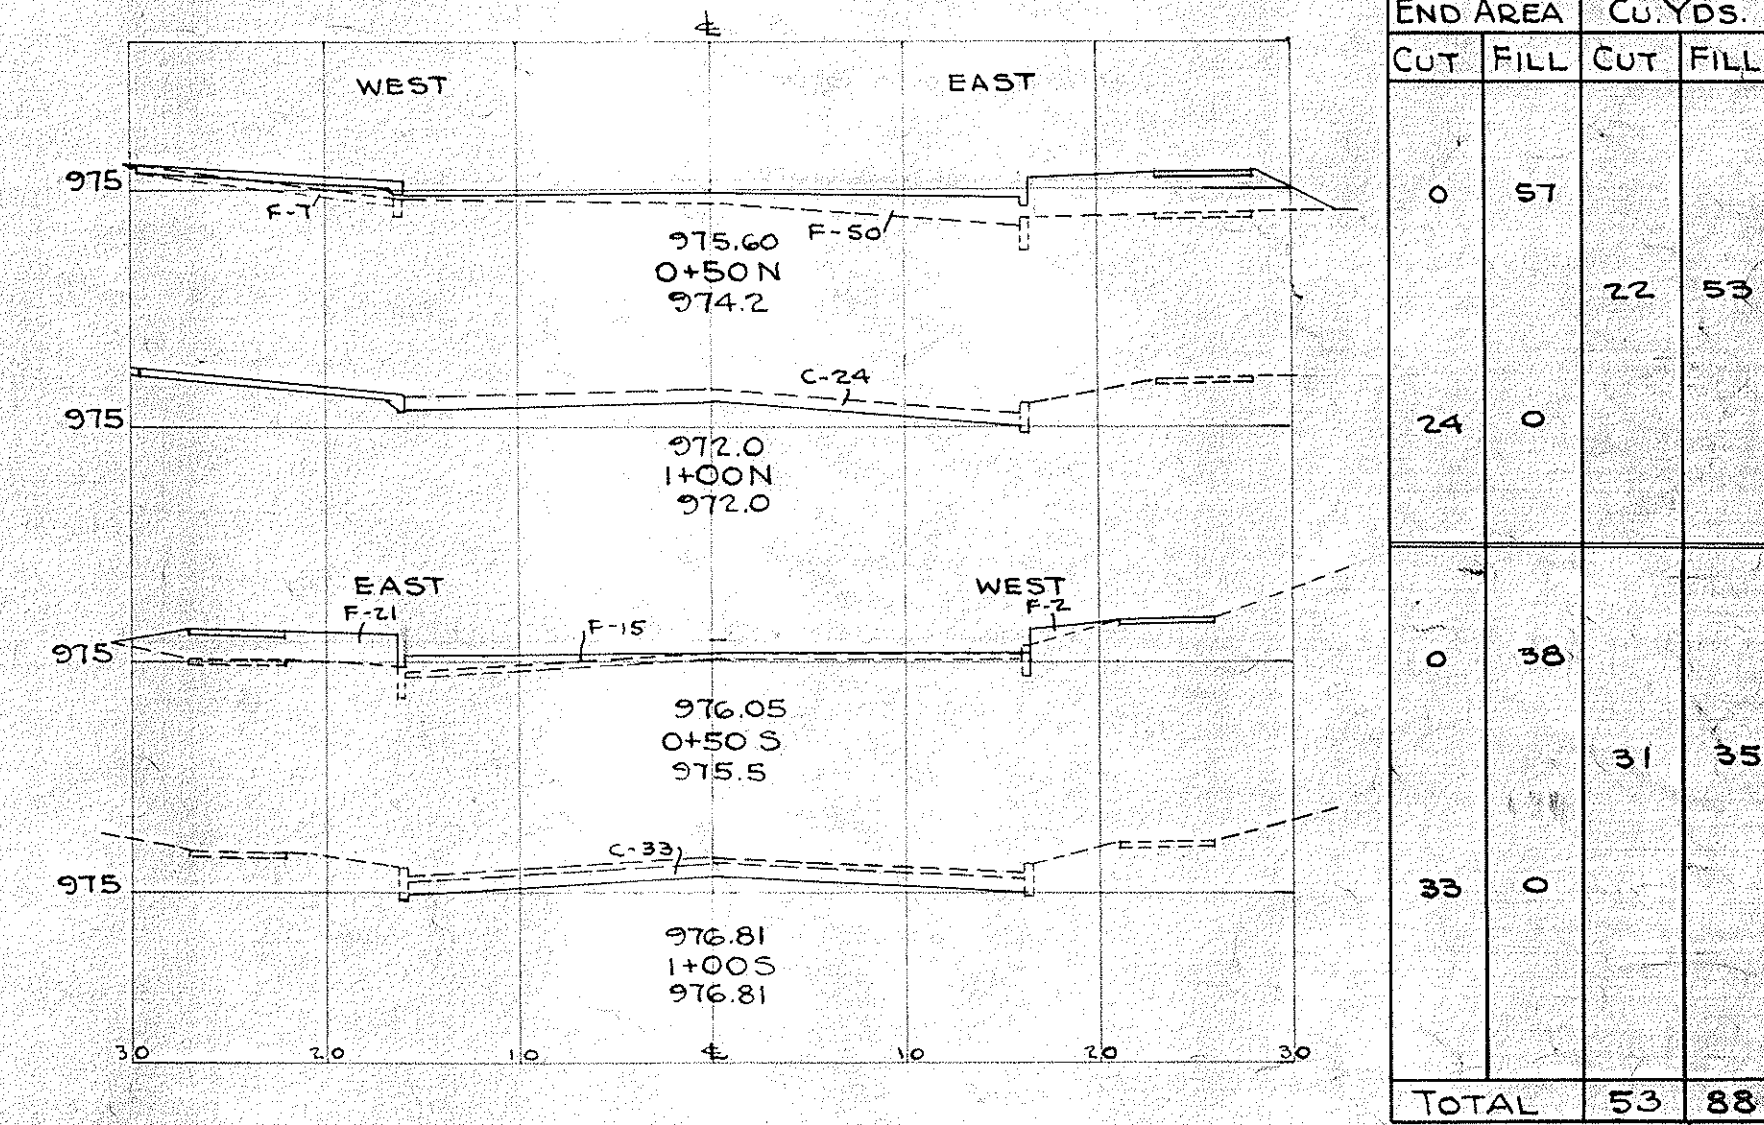 ℄
WEST EAST
975
F-7
F-50
975.60
0+50 N
974.2
C-24
975
972.0
1+00 N
972.0
EAST WEST
F-21
F-15
F-2
975
976.05
0+50 S
975.5
C-33
975
976.81
1+00 S
976.81
30 20 10 ℄ 10 20 30
END AREA CU. YDS.
CUT FILL CUT FILL
0 57
22 53
24 0
0 38
31 35
33 0
TOTAL 53 88